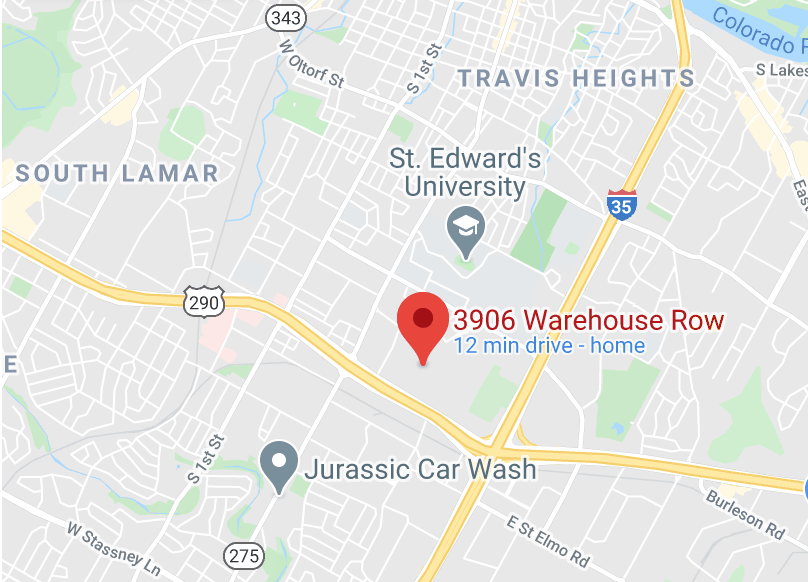 343
Colorado
W Oltorf St
S 1st St
S Lakes
TRAVIS HEIGHTS
St. Edward's
University
SOUTH LAMAR
East
35
290
3906 Warehouse Row
12 min drive - home
E
S 1st St
Jurassic Car Wash
Burleson Rd
W Stassney Ln
E St Elmo Rd
275